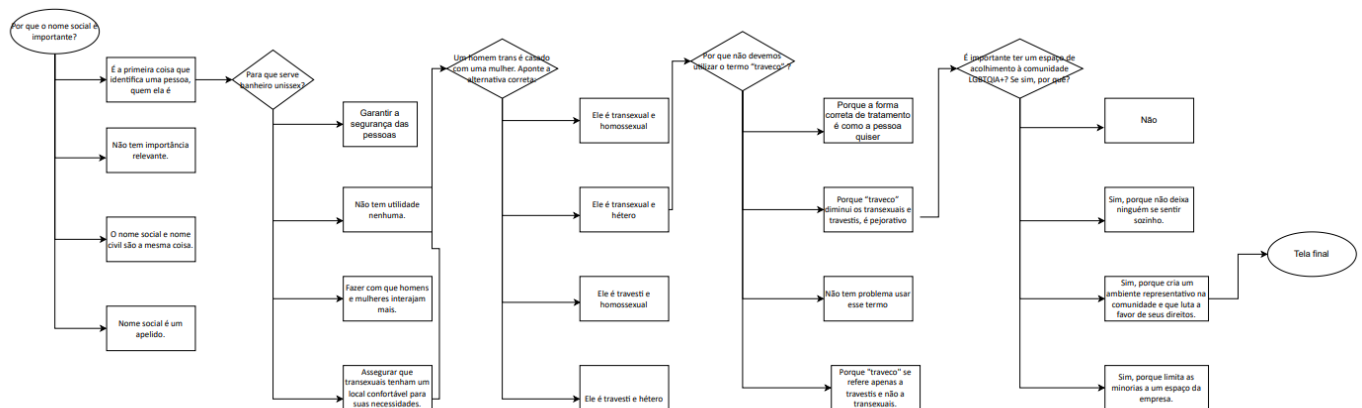 Por que o nome social é
importante?
É a primeira coisa que
identifica uma pessoa,
quem ela é
Não tem importância
relevante.
O nome social e nome
civil são a mesma coisa.
Nome social é um
apelido.
Para que serve
banheiro unissex?
Garantir a
segurança das
pessoas
Não tem utilidade
nenhuma.
Fazer com que homens
e mulheres interajam
mais.
Assegurar que
transexuais tenham um
local confortável para
suas necessidades.
Um homem trans é casado
com uma mulher. Aponte a
alternativa correta:
Ele é transexual e
homossexual
Ele é transexual e
hétero
Ele é travesti e
homossexual
Ele é travesti e hétero
Por que não devemos
utilizar o termo "traveco" ?
Porque a forma
correta de tratamento
é como a pessoa
quiser
Porque "traveco"
diminui os transexuais e
travestis, é pejorativo
Não tem problema usar
esse termo
Porque "traveco" se
refere apenas a
travestis e não a
transexuais.
É importante ter um espaço de
acolhimento à comunidade
LGBTQIA+? Se sim, por quê?
Não
Sim, porque não deixa
ninguém se sentir
sozinho.
Sim, porque cria um
ambiente representativo na
comunidade e que luta a
favor de seus direitos.
Sim, porque limita as
minorias a um espaço da
empresa.
Tela final